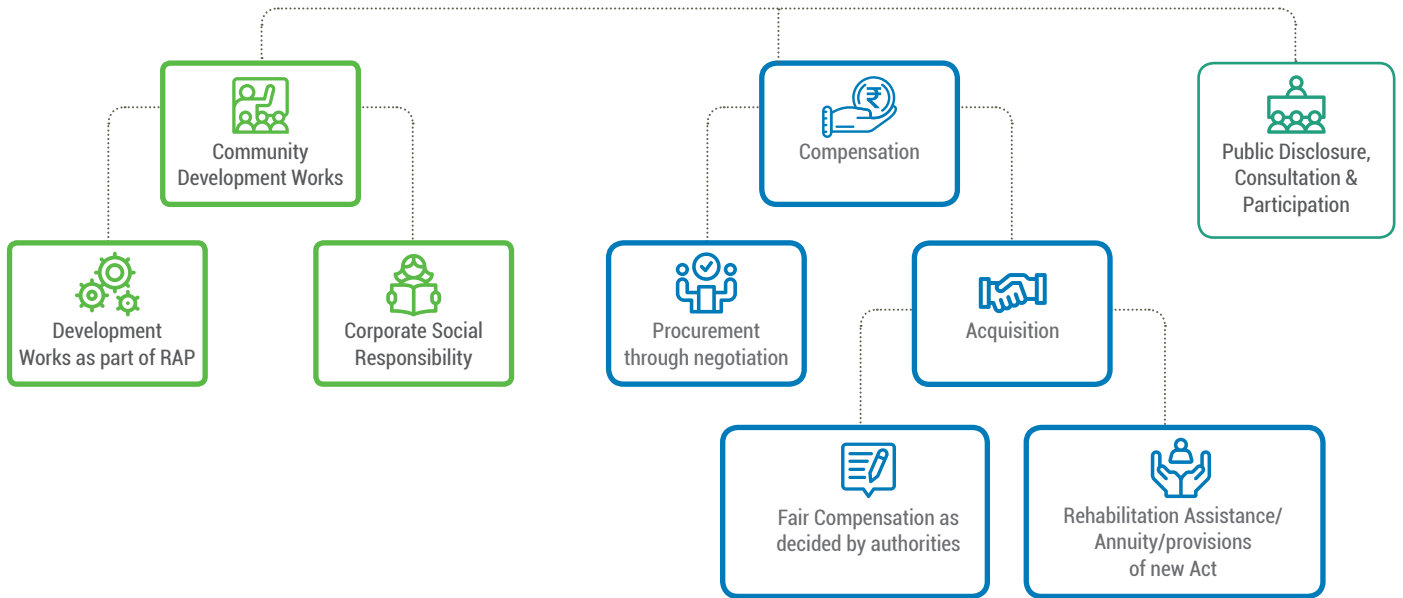 Community
Development Works
Compensation
Public Disclosure,
Consultation &
Participation
Development
Works as part of RAP
Corporate Social
Responsibility
Procurement
through negotiation
Acquisition
Fair Compensation as
decided by authorities
Rehabilitation Assistance/
Annuity/provisions
of new Act